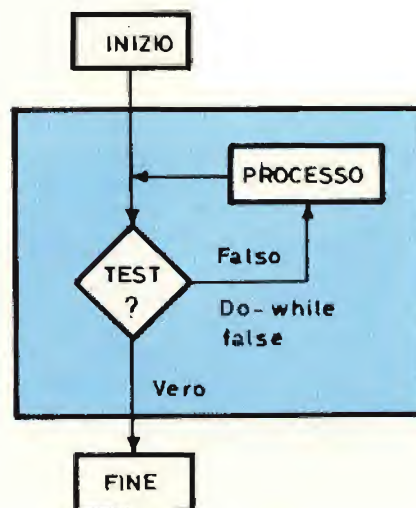 INIZIO
PROCESSO
TEST
?
Falso
Do-while
false
Vero
FINE